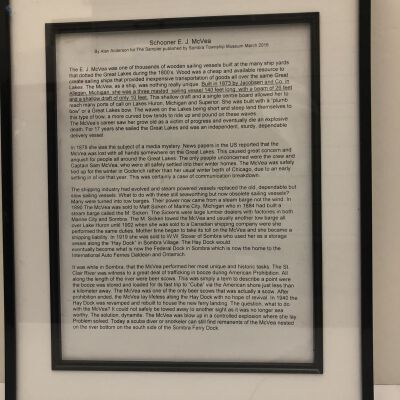 Schooner E. J. McVea
By Alan Anderson for The Sampler published by Sombra Township Museum March 2016
The E. J. McVea was one of thousands of wooden sailing vessels built at the many ship yards
that dotted the Great Lakes during the 1800's. Wood was a cheap and available resource to
create sailing ships that provided inexpensive transportation of goods all over the same Great
Lakes. The McVea, as a ship, was nothing really unique. Built in 1873 by Jacobsen and Co. in
Allegan, Michigan, she was a three masted sailing vessel 140 feet long, with a beam of 26 feet
and a shallow draft of only 10 feet. This shallow draft and a single centre board allowed her to
reach many ports of call on Lakes Huron, Michigan and Superior. She was built with a "plumb
bow" or a Great Lakes bow. The waves on the Lakes being short and steep lend themselves to
this type of bow, a more curved bow tends to ride up and pound on these waves.
The McVea's career saw her grow old as a victim of progress and eventually die an explosive
death. For 17 years she sailed the Great Lakes and was an independent, sturdy, dependable
delivery vessel
In 1878 she was the subject of a media mystery. News papers in the US reported that the
McVea was lost with all hands somewhere on the Great Lakes. This caused great concern and
anguish for people all around the Great Lakes. The only people unconcerned were the crew and
Captain San McVea, who were all safely settled into their winter homes. The McVea was safely
tied up for the winter in Goderich rather than her usual winter berth of Chicago, due to an early
setting in of ice that year. This was certainly a case of communication breakdown.
The shipping industry had evolved and steam powered vessels replaced the old, dependable but
slow sailing vessels. What to do with these still seaworthy but now obsolete sailing vessels?
Many were turned into tow barges. Their power now came from a steam barge not the wind. In
1890 The McVea was sold to Matt Sicken of Marine City, Michigan who in 1884 had built a
steam barge called the M. Sicken. The Sickens were large lumber dealers with factories in both
Marine City and Sombra. The M. Sicken towed the McVea and usually another tow barge all
over Lake Huron until 1902 when she was sold to a Canadian shipping company were she
performed the same duties. Mother time began to take its toll on the McVea and she became a
shipping liability. In 1919 she was sold to W.W. Stover of Sombra who used her as a storage
vessel along the 'Hay Dock" in Sombra Village. The Hay Dock would
eventually become what is now the Federal Dock in Sombra which is now the home to the
International Auto Ferries Daldean and Ontamich
It was while in Sombra, that the McVea performed her most unique and historic tasks. The St.
Clair River was witness to a great deal of trafficking in booze during American Prohibition. All
along the length of the river were beer scows. This was simply a term to describe a point were
the booze was stored and loaded for its fast trip to "Cuba" via the American shore just less than
a kilometer away. The McVea was one of the only beer scows that was actually a scow. After
prohibition ended, the McVea lay lifeless along the Hay Dock with no hope of revival. In 1940 the
Hay Dock was revamped and rebuilt to house the new ferry landing. The question, what to do
with the McVea? It could not safely be towed away to another sight as it was no longer sea
worthy. The solution, dynamite. The McVea was blow up in a controlled explosion where she lay.
Problem solved. Today a scuba diver or snorkeler can still find remanents of the McVea nested
on the river bottom on the south side of the Sombra Ferry Dock.